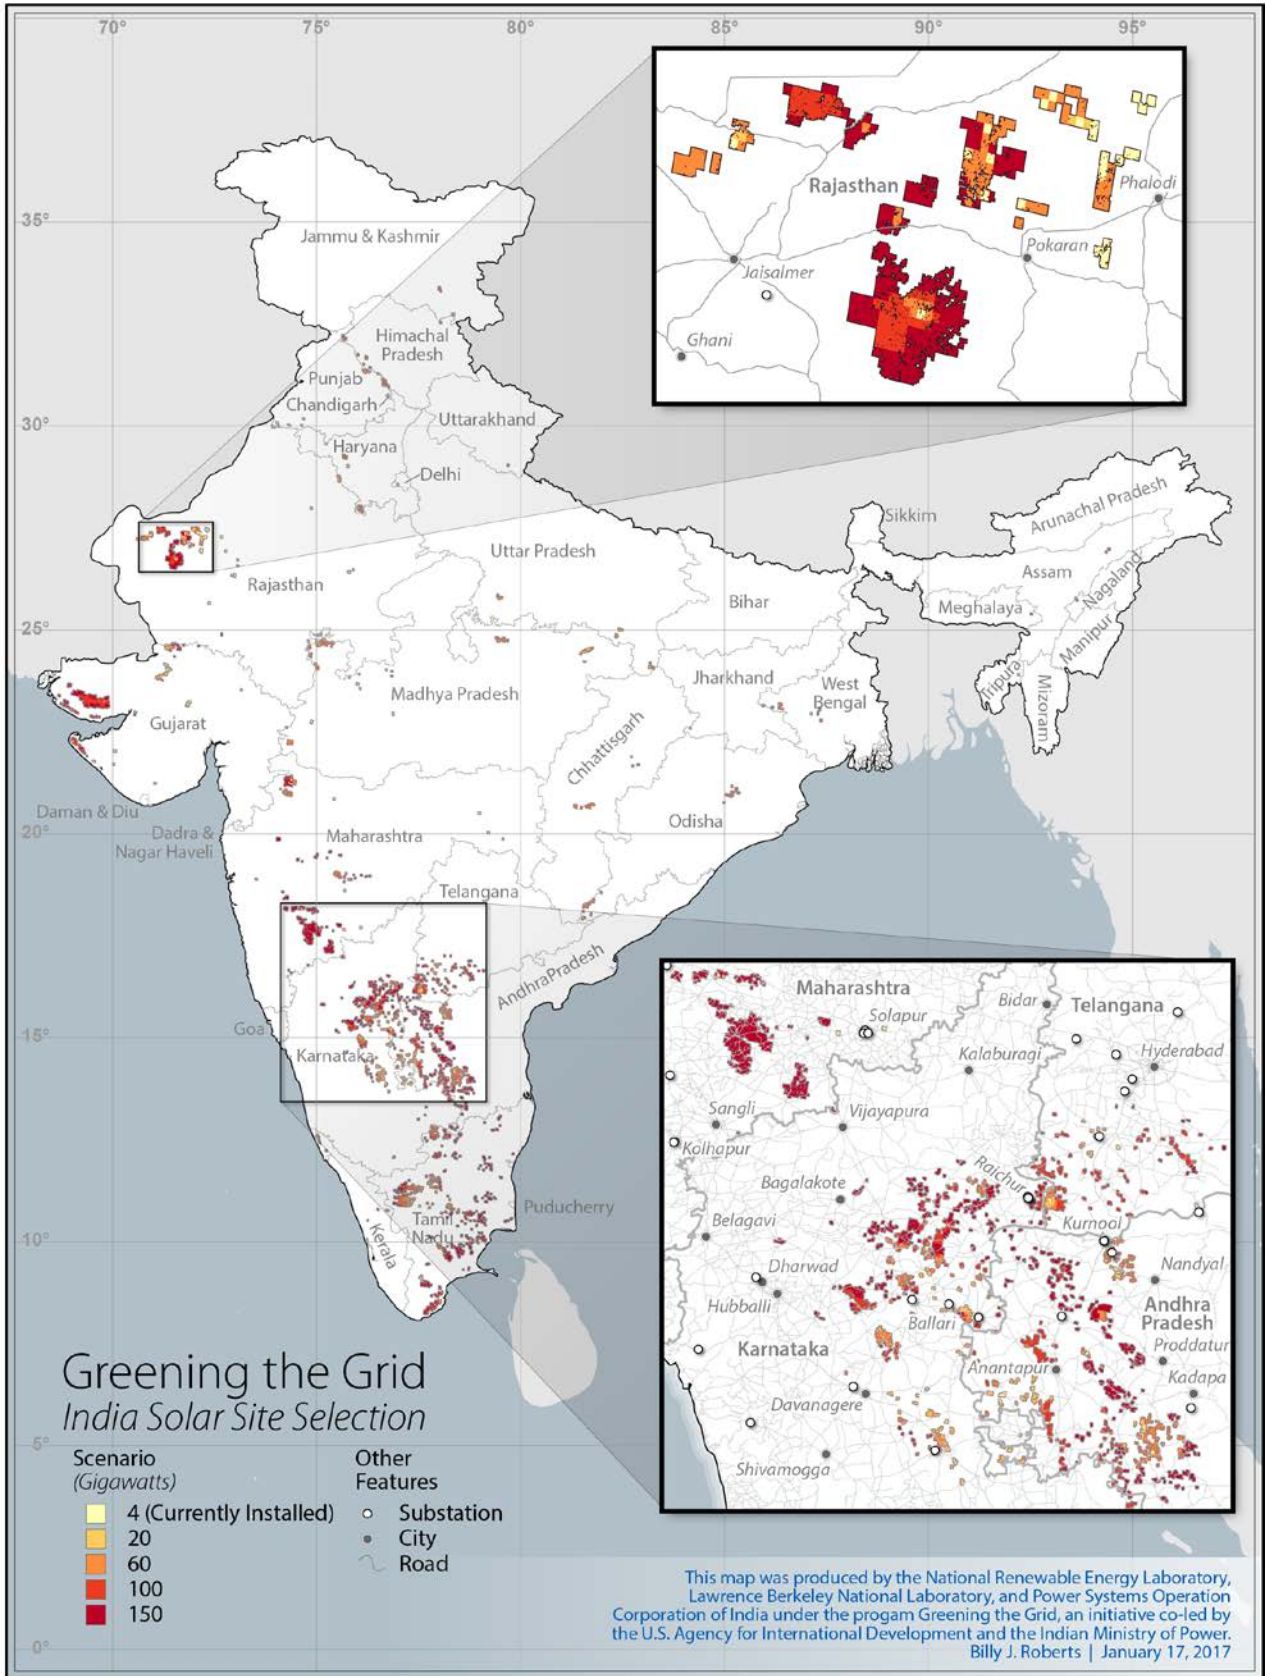 70°
75°
80°
85°
90°
95°
35°
30°
25°
20°
15°
10°
5°
0°
Rajasthan
Phalodi
Pokaran
Jaisalmer
Ghani
Jammu & Kashmir
Himachal
Pradesh
Punjab
Chandigarh
Uttarakhand
Haryana
Delhi
Sikkim
Arunachal Pradesh
Uttar Pradesh
Rajasthan
Assam
Nagaland
Bihar
Meghalaya
Manipur
Tripura
Mizoram
Jharkhand
West
Bengal
Madhya Pradesh
Gujarat
Chhattisgarh
Daman & Diu
Dadra &
Nagar Haveli
Maharashtra
Odisha
Telangana
AndhraPradesh
Goa
Karnataka
Puducherry
Tamil
Nadu
Kerala
Maharashtra
Solapur
Bidar
Telangana
Kalaburagi
Hyderabad
Sangli
Vijayapura
Kolhapur
Raichur
Bagalakote
Belagavi
Kurnool
Dharwad
Nandyal
Hubballi
Ballari
Andhra
Pradesh
Karnataka
Proddatur
Anantapur
Kadapa
Davanagere
Shivamogga
Greening the Grid
India Solar Site Selection
Scenario
(Gigawatts)
4 (Currently Installed)
20
60
100
150
Other
Features
Substation
City
Road
This map was produced by the National Renewable Energy Laboratory,
Lawrence Berkeley National Laboratory, and Power Systems Operation
Corporation of India under the progam Greening the Grid, an initiative co-led by
the U.S. Agency for International Development and the Indian Ministry of Power.
Billy J. Roberts | January 17, 2017